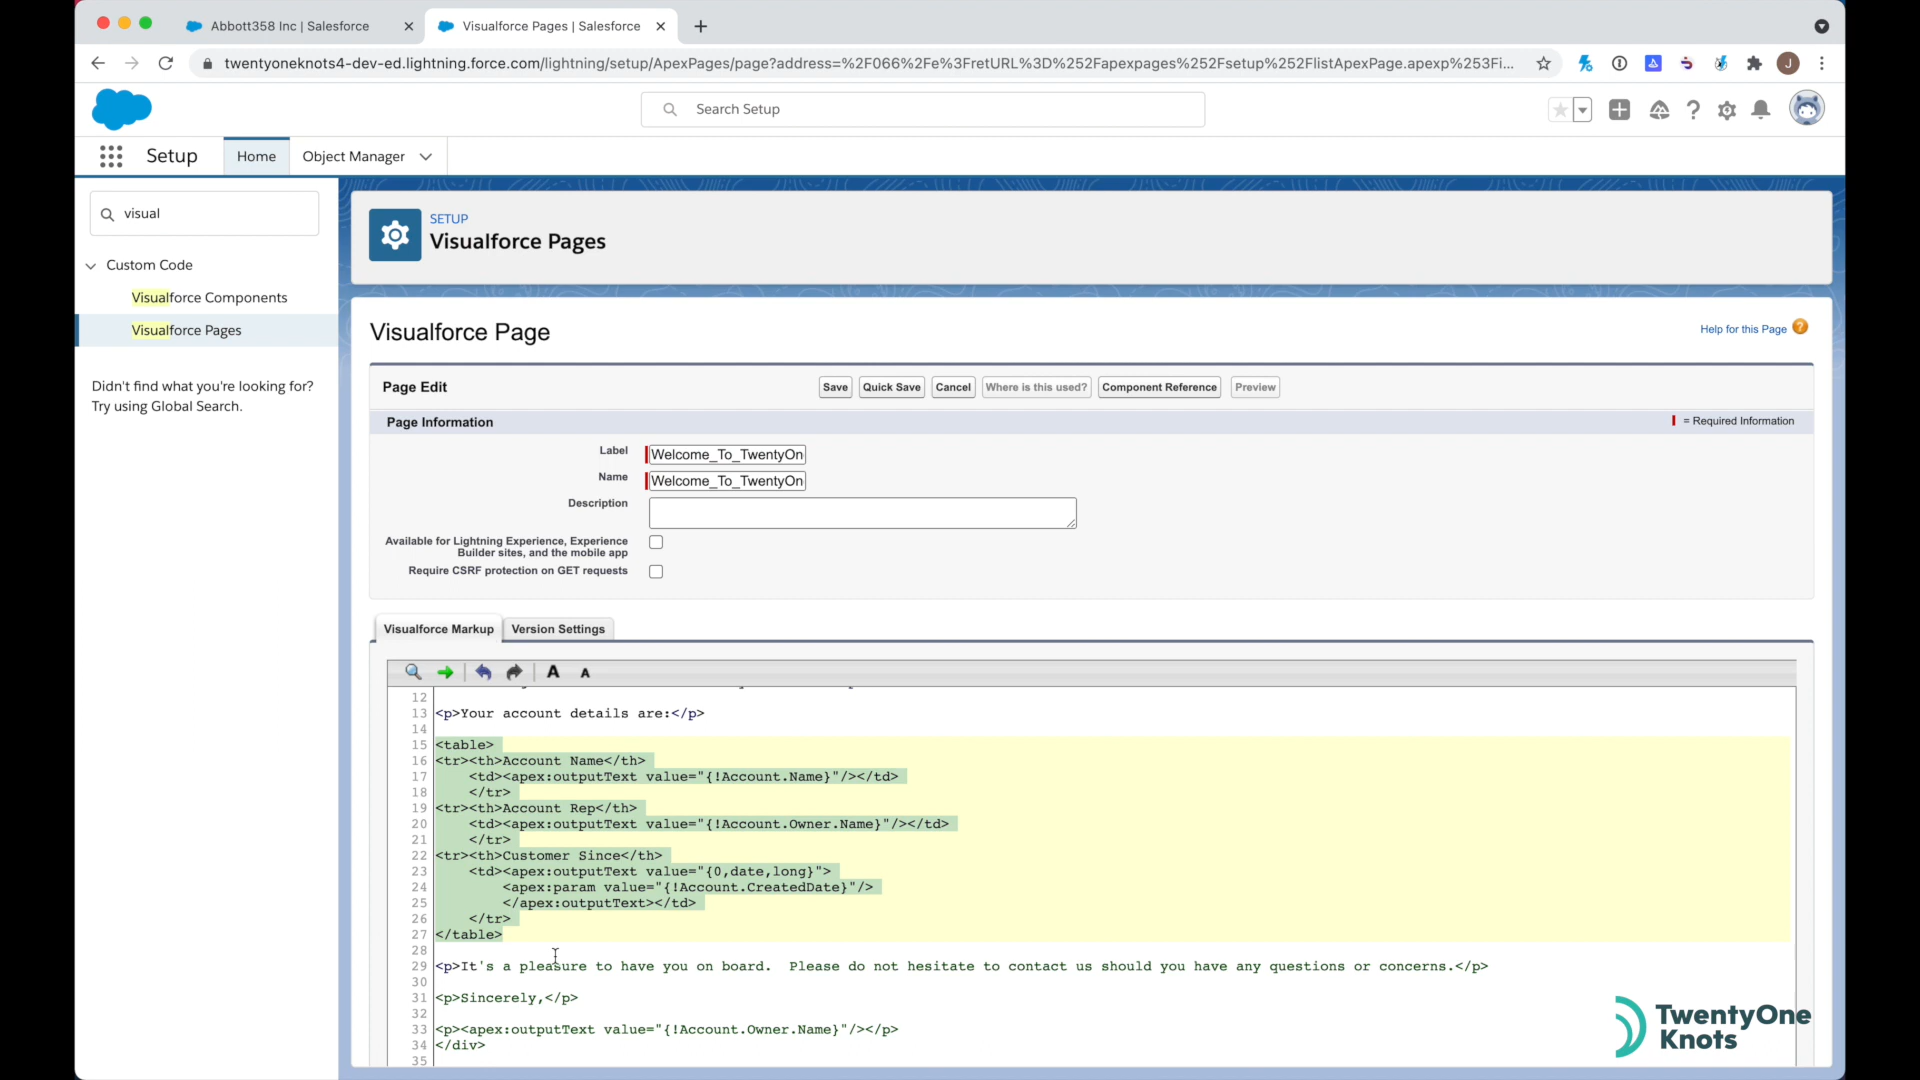 Abbott358 Inc | Salesforce
Visualforce Pages | Salesforce
twentyoneknots4-dev-ed.lightning.force.com/lightning/setup/ApexPages/page?address=%2F066%2Fe%3FretURL%3D%252Fapexpages%252Fsetup%252FlistApexPage.apexp%253Fi...
J
Search Setup
Setup
Home
Object Manager
visual
Custom Code
Visualforce Components
Visualforce Pages
Didn't find what you're looking for?
Try using Global Search.
SETUP
Visualforce Pages
Visualforce Page
Help for this Page ?
Page Edit
Save
Quick Save
Cancel
Where is this used?
Component Reference
Preview
Page Information
= Required Information
Label
Welcome_To_TwentyOn
Name
Welcome_To_TwentyOn
Description
Available for Lightning Experience, Experience
Builder sites, and the mobile app
Require CSRF protection on GET requests
Visualforce Markup
Version Settings
A A
12
13 <p>Your account details are:</p>
14
15 <table>
16 <tr><th>Account Name</th>
17     <td><apex:outputText value="{!Account.Name}"/></td>
18     </tr>
19 <tr><th>Account Rep</th>
20     <td><apex:outputText value="{!Account.Owner.Name}"/></td>
21     </tr>
22 <tr><th>Customer Since</th>
23     <td><apex:outputText value="{0,date,long}">
24         <apex:param value="{!Account.CreatedDate}"/>
25         </apex:outputText></td>
26     </tr>
27 </table>
28
29 <p>It's a pleasure to have you on board.  Please do not hesitate to contact us should you have any questions or concerns.</p>
30
31 <p>Sincerely,</p>
32
33 <p><apex:outputText value="{!Account.Owner.Name}"/></p>
34 </div>
35
TwentyOne
Knots